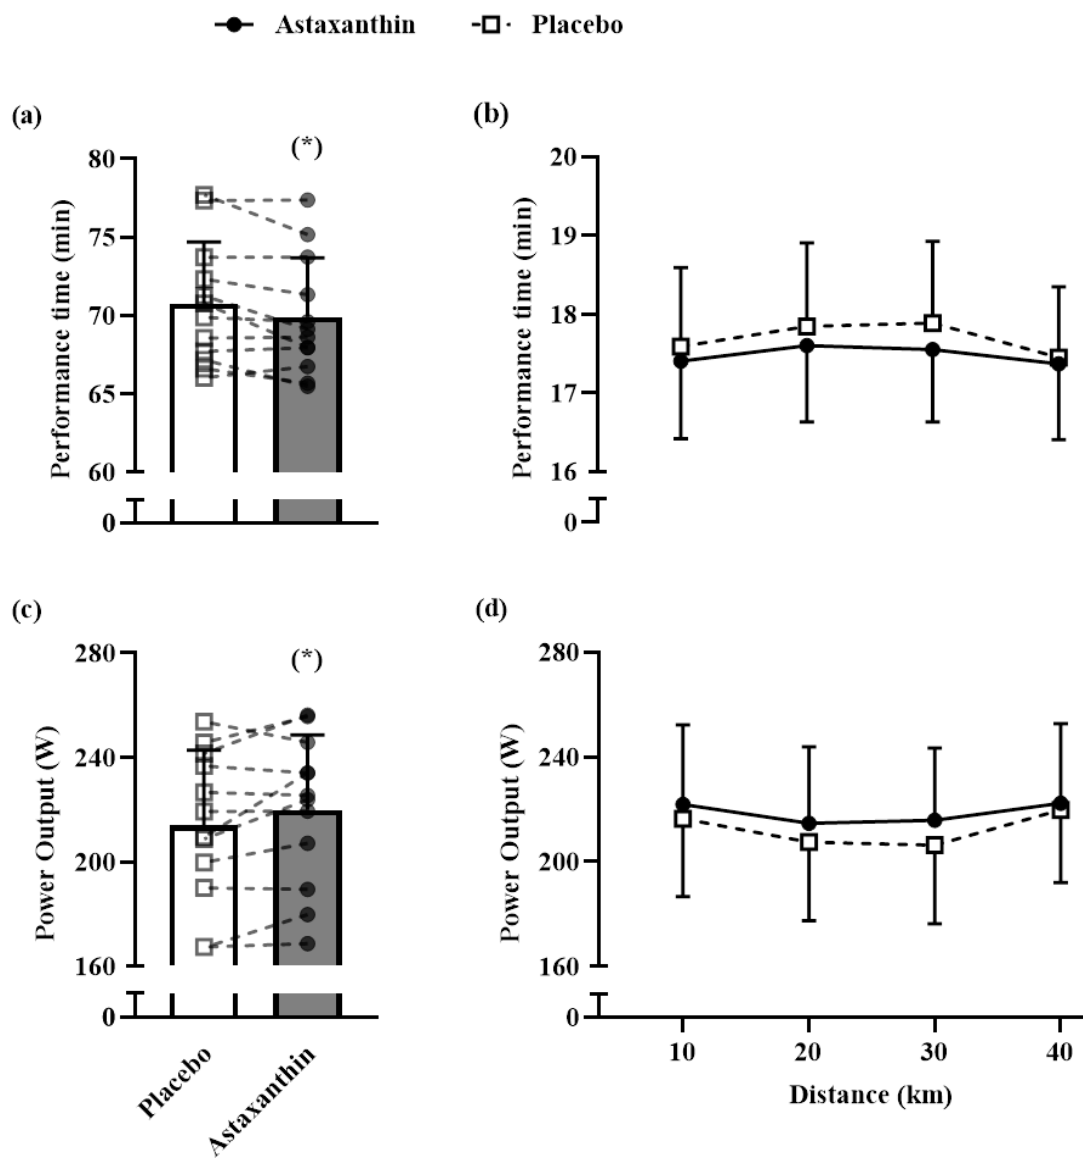 Astaxanthin Placebo
(a) (b)
(*)
80
75
70
65
60
0
Performance time (min)
20
19
18
17
16
0
Performance time (min)
(c) (d)
(*)
280
240
200
160
0
Power Output (W)
Placebo
Astaxanthin
280
240
200
160
0
Power Output (W)
10 20 30 40
Distance (km)